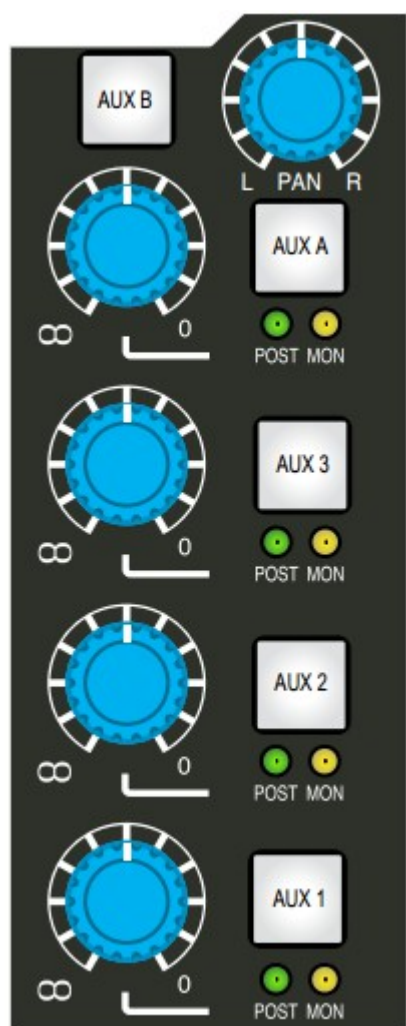 AUX B
L PAN R
AUX A
∞ 0
POST MON
AUX 3
∞ 0
POST MON
AUX 2
∞ 0
POST MON
AUX 1
∞ 0
POST MON